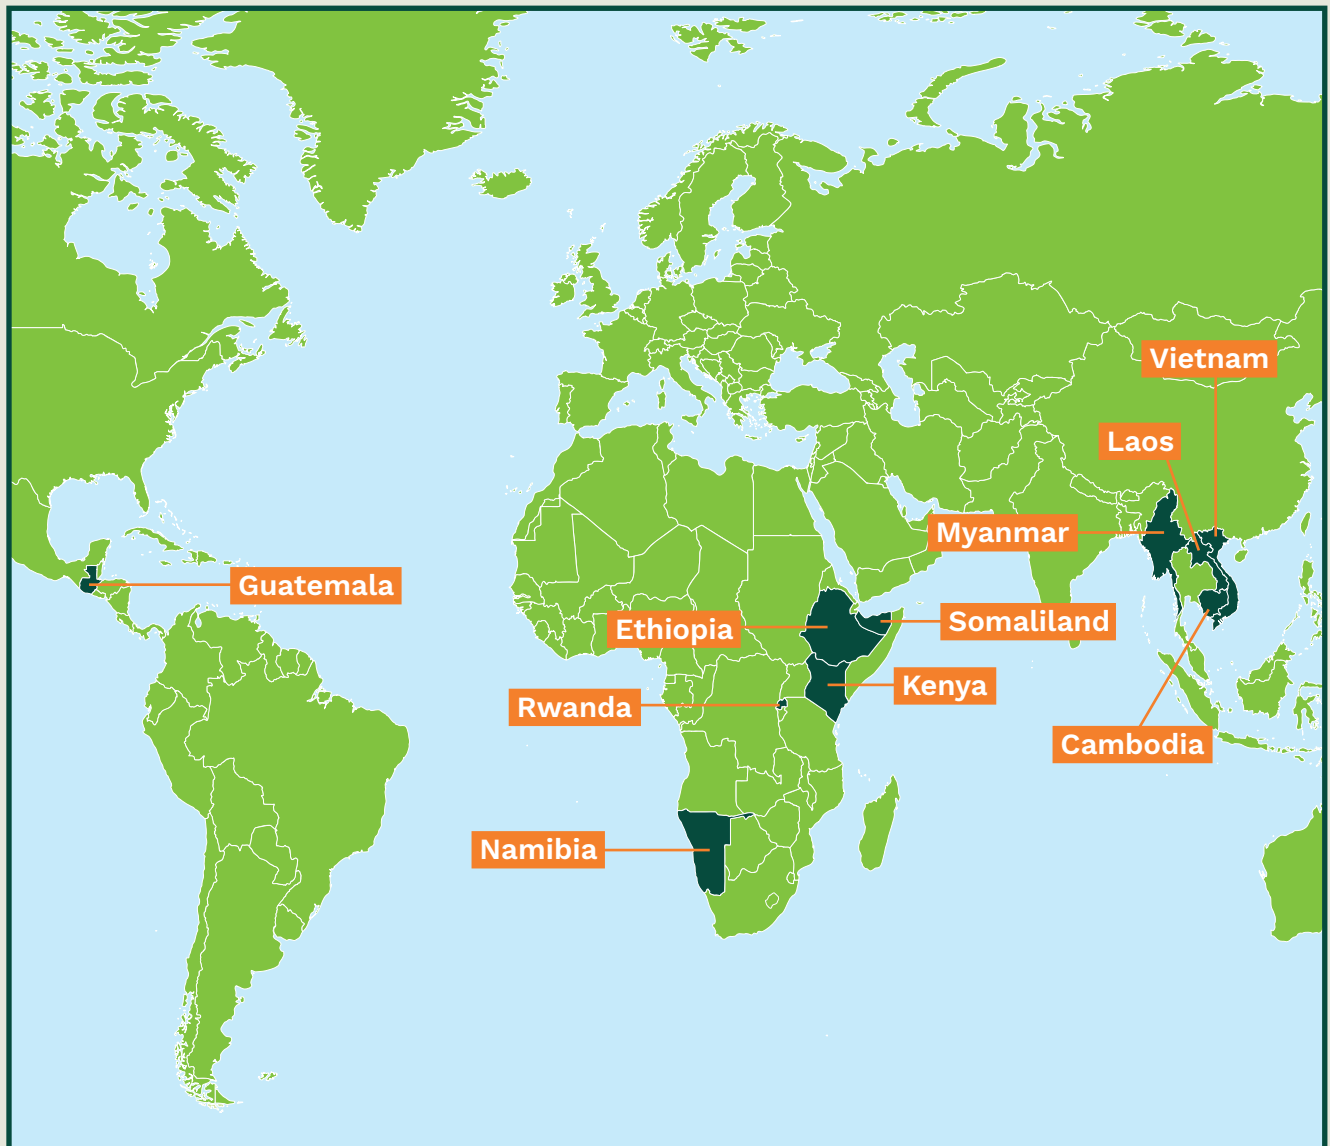 Vietnam
Laos
Myanmar
Guatemala
Ethiopia
Somaliland
Kenya
Rwanda
Cambodia
Namibia